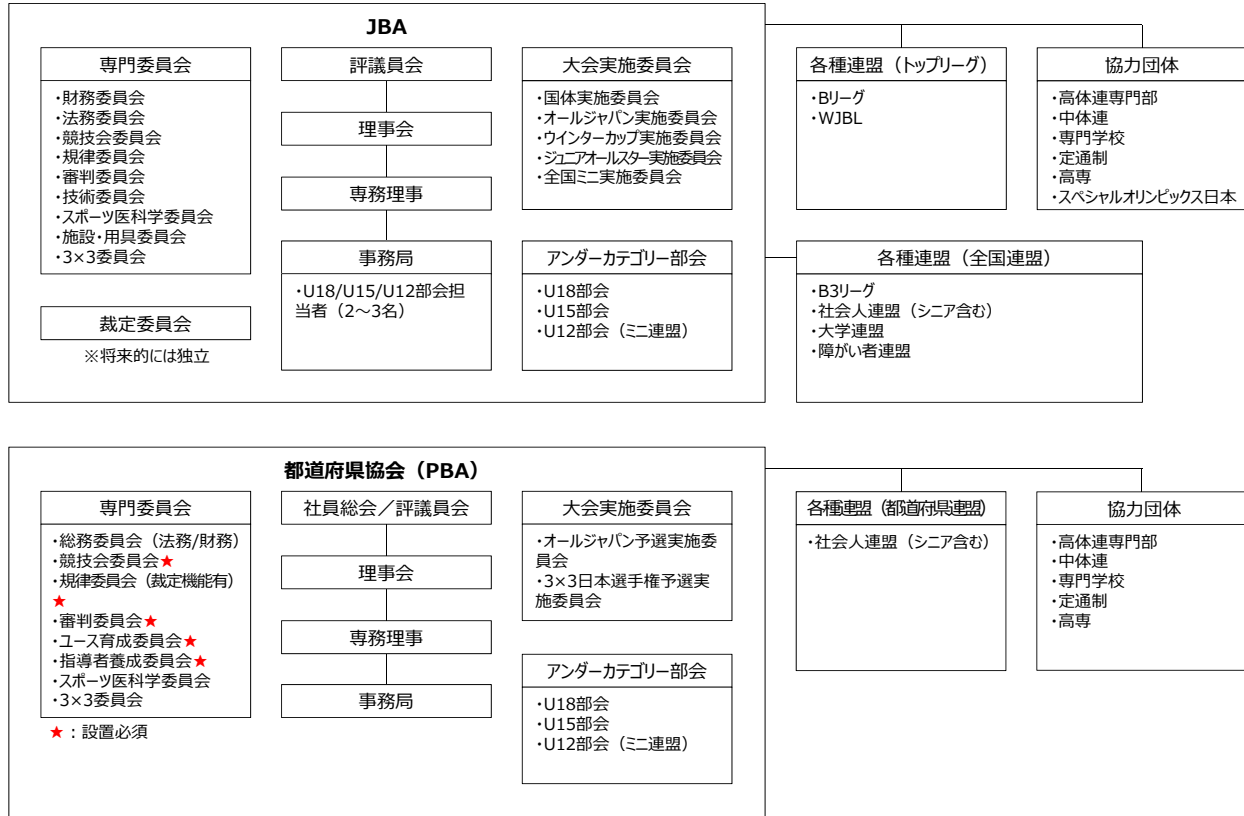 JBA
専門委員会
・財務委員会
・法務委員会
・競技会委員会
・規律委員会
・審判委員会
・技術委員会
・スポーツ医科学委員会
・施設・用具委員会
・3×3委員会
裁定委員会
※将来的には独立
評議員会
理事会
専務理事
事務局
・U18/U15/U12部会担
当者（2～3名）
大会実施委員会
・国体実施委員会
・オールジャパン実施委員会
・ウインターカップ実施委員会
・ジュニアオールスター実施委員会
・全国ミニ実施委員会
アンダーカテゴリー部会
・U18部会
・U15部会
・U12部会（ミニ連盟）
各種連盟（トップリーグ）
・Bリーグ
・WJBL
協力団体
・高体連専門部
・中体連
・専門学校
・定通制
・高専
・スペシャルオリンピックス日本
各種連盟（全国連盟）
・B3リーグ
・社会人連盟（シニア含む）
・大学連盟
・障がい者連盟
都道府県協会（PBA）
専門委員会
・総務委員会（法務/財務）
・競技会委員会★
・規律委員会（裁定機能有）
★
・審判委員会★
・ユース育成委員会★
・指導者養成委員会★
・スポーツ医科学委員会
・3×3委員会
★：設置必須
社員総会／評議員会
理事会
専務理事
事務局
大会実施委員会
・オールジャパン予選実施委
員会
・3×3日本選手権予選実
施委員会
アンダーカテゴリー部会
・U18部会
・U15部会
・U12部会（ミニ連盟）
各種連盟（都道府県連盟）
・社会人連盟（シニア含む）
協力団体
・高体連専門部
・中体連
・専門学校
・定通制
・高専